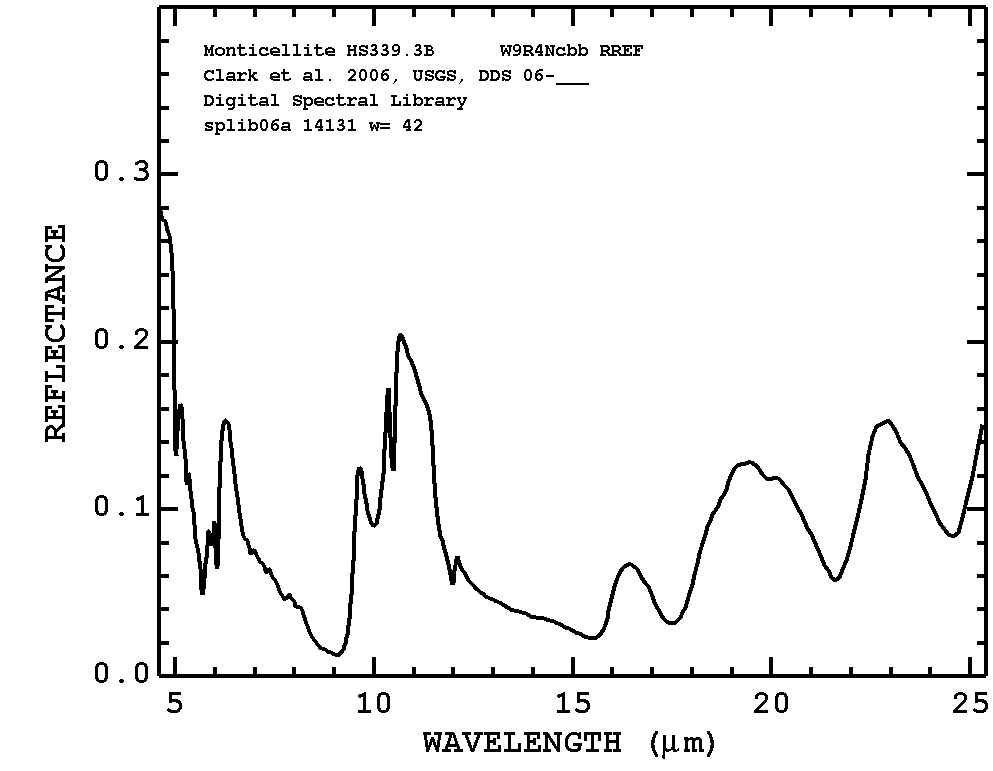 Monticellite HS339.3B W9R4Ncbb RREF
Clark et al. 2006, USGS, DDS 06-___
Digital Spectral Library
splib06a 14131 w= 42
REFLECTANCE
0.3
0.2
0.1
0.0
5 10 15 20 25
WAVELENGTH (μm)